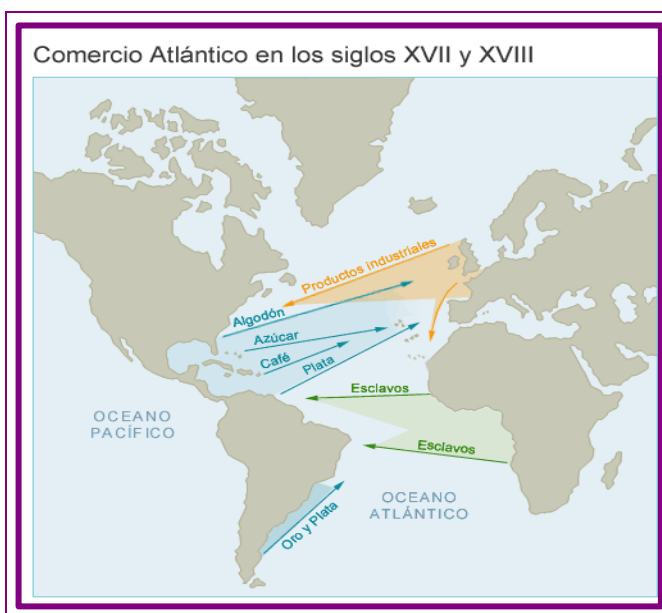 Comercio Atlántico en los siglos XVII y XVIII
Productos industriales
Algodón
Azúcar
Café
Plata
Esclavos
OCEANO
PACÍFICO
Esclavos
OCEANO
ATLÁNTICO
Oro y Plata